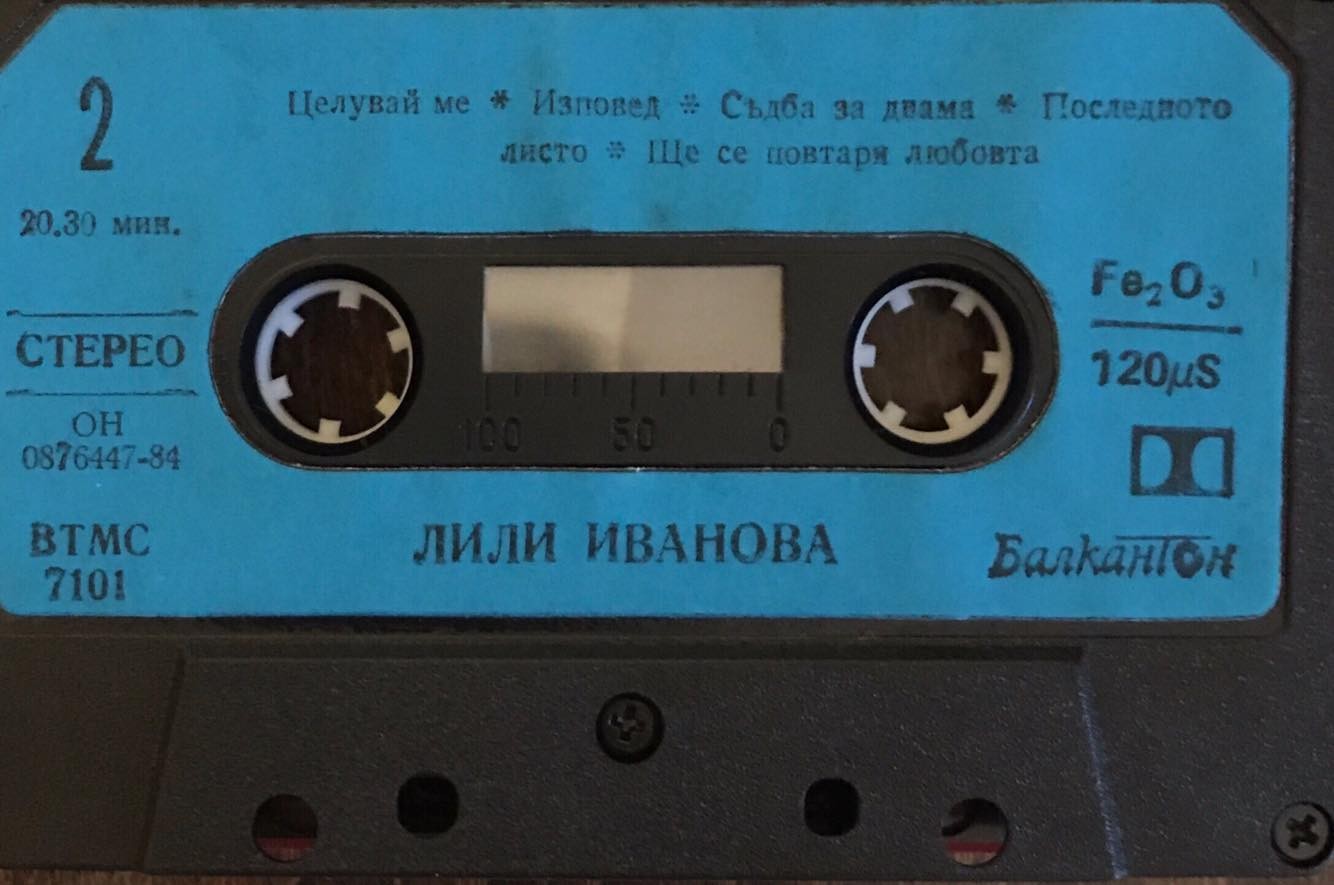 2
Целувай ме * Изповед * Съдба за двама * Последното
листо * Ще се повтаря любовта
20.30 мин.
СТЕРЕО
ОН
0876447-84
ВТМС
7101
100 50 0
Fe₂O₃
120µS
ЛИЛИ ИВАНОВА
Балкантон